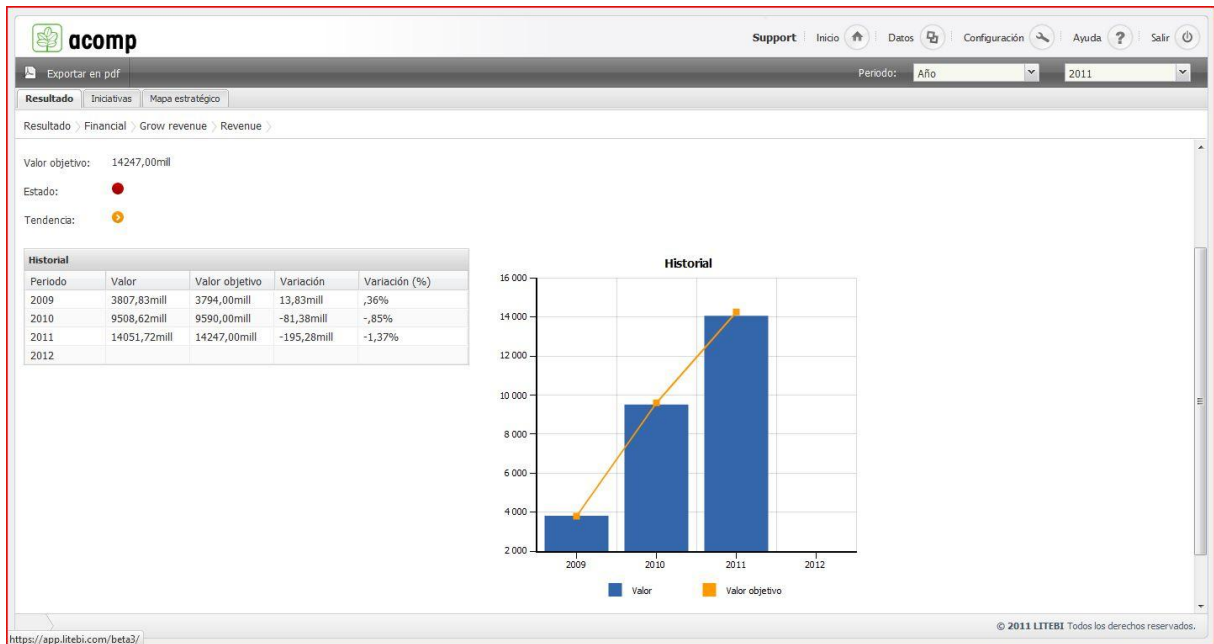 acomp
Support Inicio Datos Configuración Ayuda ? Salir
Exportar en pdf Periodo: Año 2011
Resultado Iniciativas Mapa estratégico
Resultado Financial Grow revenue Revenue
Valor objetivo: 14247,00mill
Estado:
Tendencia:
Historial
Periodo Valor Valor objetivo Variación Variación (%)
2009 3807,83mill 3794,00mill 13,83mill ,36%
2010 9508,62mill 9590,00mill -81,38mill -,85%
2011 14051,72mill 14247,00mill -195,28mill -1,37%
2012
Historial
16 000
14 000
12 000
10 000
8 000
6 000
4 000
2 000
2009 2010 2011 2012
Valor Valor objetivo
© 2011 LITEBI Todos los derechos reservados.
https://app.litebi.com/beta3/